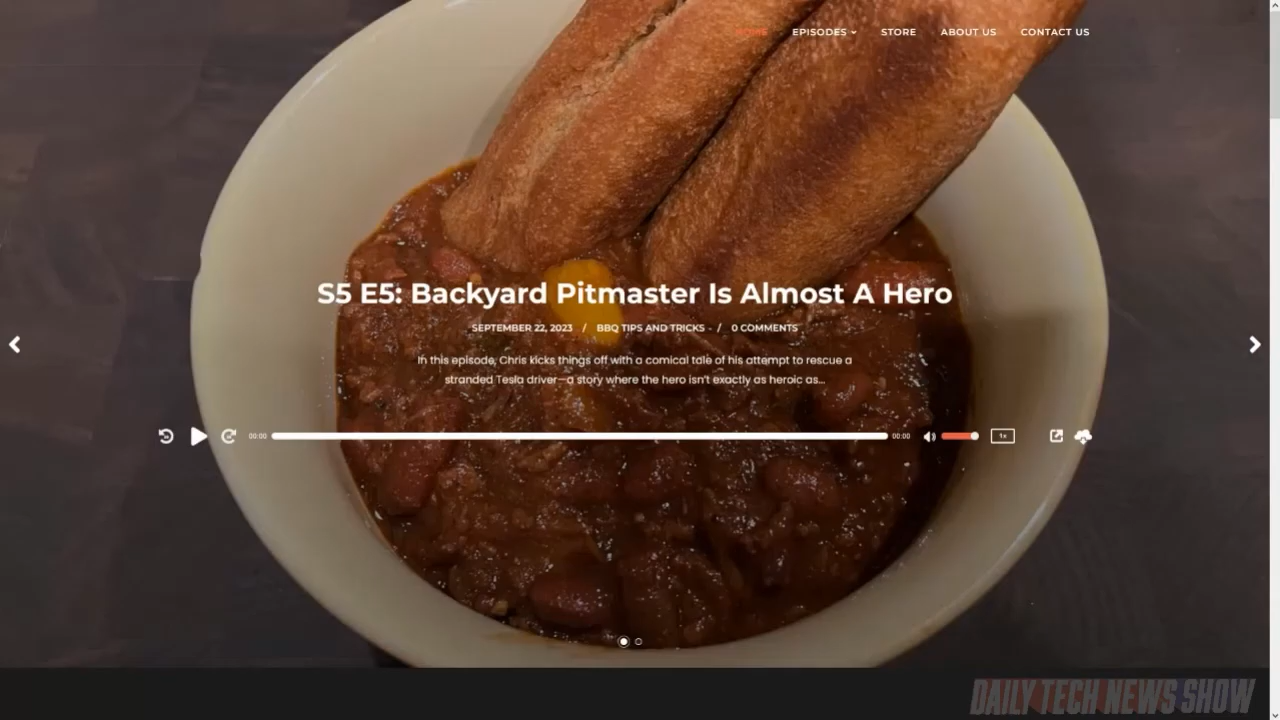 HOME EPISODES STORE ABOUT US CONTACT US
S5 E5: Backyard Pitmaster Is Almost A Hero
SEPTEMBER 22, 2023 / BBQ TIPS AND TRICKS - / 0 COMMENTS
In this episode, Chris kicks things off with a comical tale of his attempt to rescue a
stranded Tesla driver—a story where the hero isn't exactly as heroic as...
00:00 00:00 1x
DAILY TECH NEWS SHOW